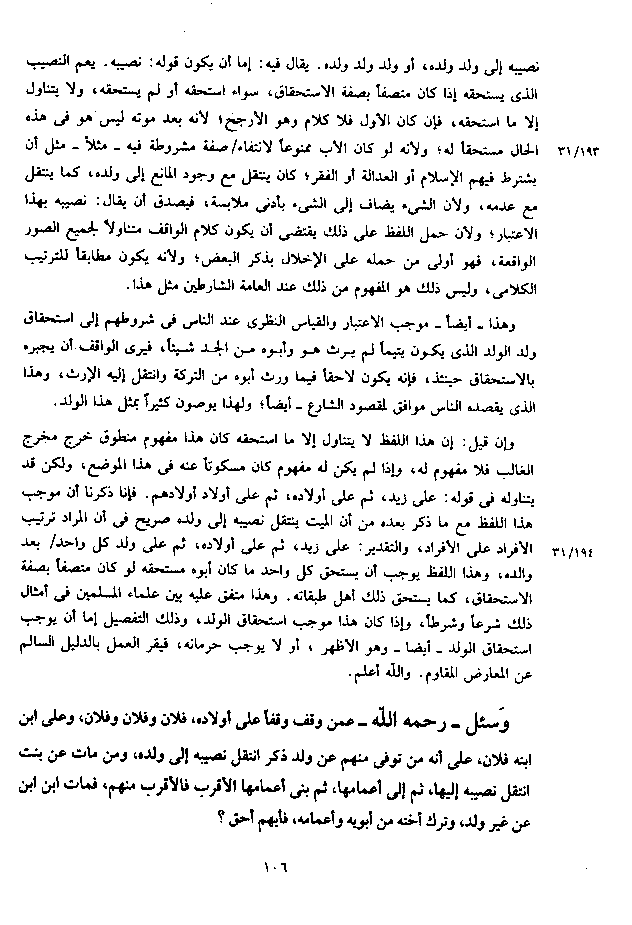 نصيبه إلى ولد ولده، أو ولد ولد ولده. يقال فيه: إما أن يكون قوله: نصيبه. يعم النصيب
الذى يستحقه إذا كان متصفاً بصفة الاستحقاق، سواء استحقه أو لم يستحقه، ولا يتناول
إلا ما استحقه، فإن كان الأول فلا كلام وهو الأرجح؛ لأنه بعد موته ليس هو فى هذه
٣١/١٩٣ الحال مستحقاً له؛ ولأنه لو كان الأب ممنوعاً لانتفاء/صفة مشروطة فيه ـ مثلاً ـ مثل أن
يشترط فيهم الإسلام أو العدالة أو الفقر؛ كان ينتقل مع وجود المانع إلى ولده، كما ينتقل
مع عدمه، ولأن الشىء يضاف إلى الشىء بأدنى ملابسة، فيصدق أن يقال: نصيبه بهذا
الاعتبار؛ ولأن حمل اللفظ على ذلك يقتضى أن يكون كلام الواقف متناولاً لجميع الصور
الواقعة، فهو أولى من حمله على الإخلال بذكر البعض؛ ولأنه يكون مطابقاً للترتيب
الكلامى، وليس ذلك هو المفهوم من ذلك عند العامة الشارطين مثل هذا.
وهذا ـ أيضاً ـ موجب الاعتبار والقياس النظرى عند الناس فى شروطهم إلى استحقاق
ولد الولد الذى يكون يتيماً لم يرث هو وأبوه من الجد شيئاً، فيرى الواقف أن يجبره
بالاستحقاق حينئذ، فإنه يكون لاحقاً فيما ورث أبوه من التركة وانتقل إليه الإرث، وهذا
الذى يقصده الناس موافق لمقصود الشارع ـ أيضاً؛ ولهذا يوصون كثيراً بمثل هذا الولد.
وإن قيل: إن هذا اللفظ لا يتناول إلا ما استحقه كان هذا مفهوم منطوق خرج مخرج
الغالب فلا مفهوم له، وإذا لم يكن له مفهوم كان مسكوتاً عنه فى هذا الموضع، ولكن قد
يتناوله فى قوله: على زيد، ثم على أولاده، ثم على أولاد أولادهم. فإنا ذكرنا أن موجب
هذا اللفظ مع ما ذكر بعده من أن الميت ينتقل نصيبه إلى ولده صريح فى أن المراد ترتيب
٣١/١٩٤ الأفراد على الأفراد، والتقدير: على زيد، ثم على أولاده، ثم على ولد كل واحد/ بعد
والده، وهذا اللفظ يوجب أن يستحق كل واحد ما كان أبوه مستحقه لو كان متصفاً بصفة
الاستحقاق، كما يستحق ذلك أهل طبقاته. وهذا متفق عليه بين علماء المسلمين فى أمثال
ذلك شرعاً وشرطاً، وإذا كان هذا موجب استحقاق الولد، وذلك التفصيل إما أن يوجب
استحقاق الولد ـ أيضا ـ وهو الأظهر ، أو لا يوجب حرمانه، فيقر العمل بالدليل السالم
عن المعارض المقاوم. والله أعلم.
وَسئل ـ رحمه الله ـ عمن وقف وقفاً على أولاده، فلان وفلان وفلان، وعلى ابن
ابنه فلان، على أنه من توفى منهم عن ولد ذكر انتقل نصيبه إلى ولده، ومن مات عن بنت
انتقل نصيبه إليها، ثم إلى أعمامها، ثم بنى أعمامها الأقرب فالأقرب منهم، فمات ابن ابن
عن غير ولد، وترك أخته من أبويه وأعمامه، فأيهم أحق ؟
١٠٦